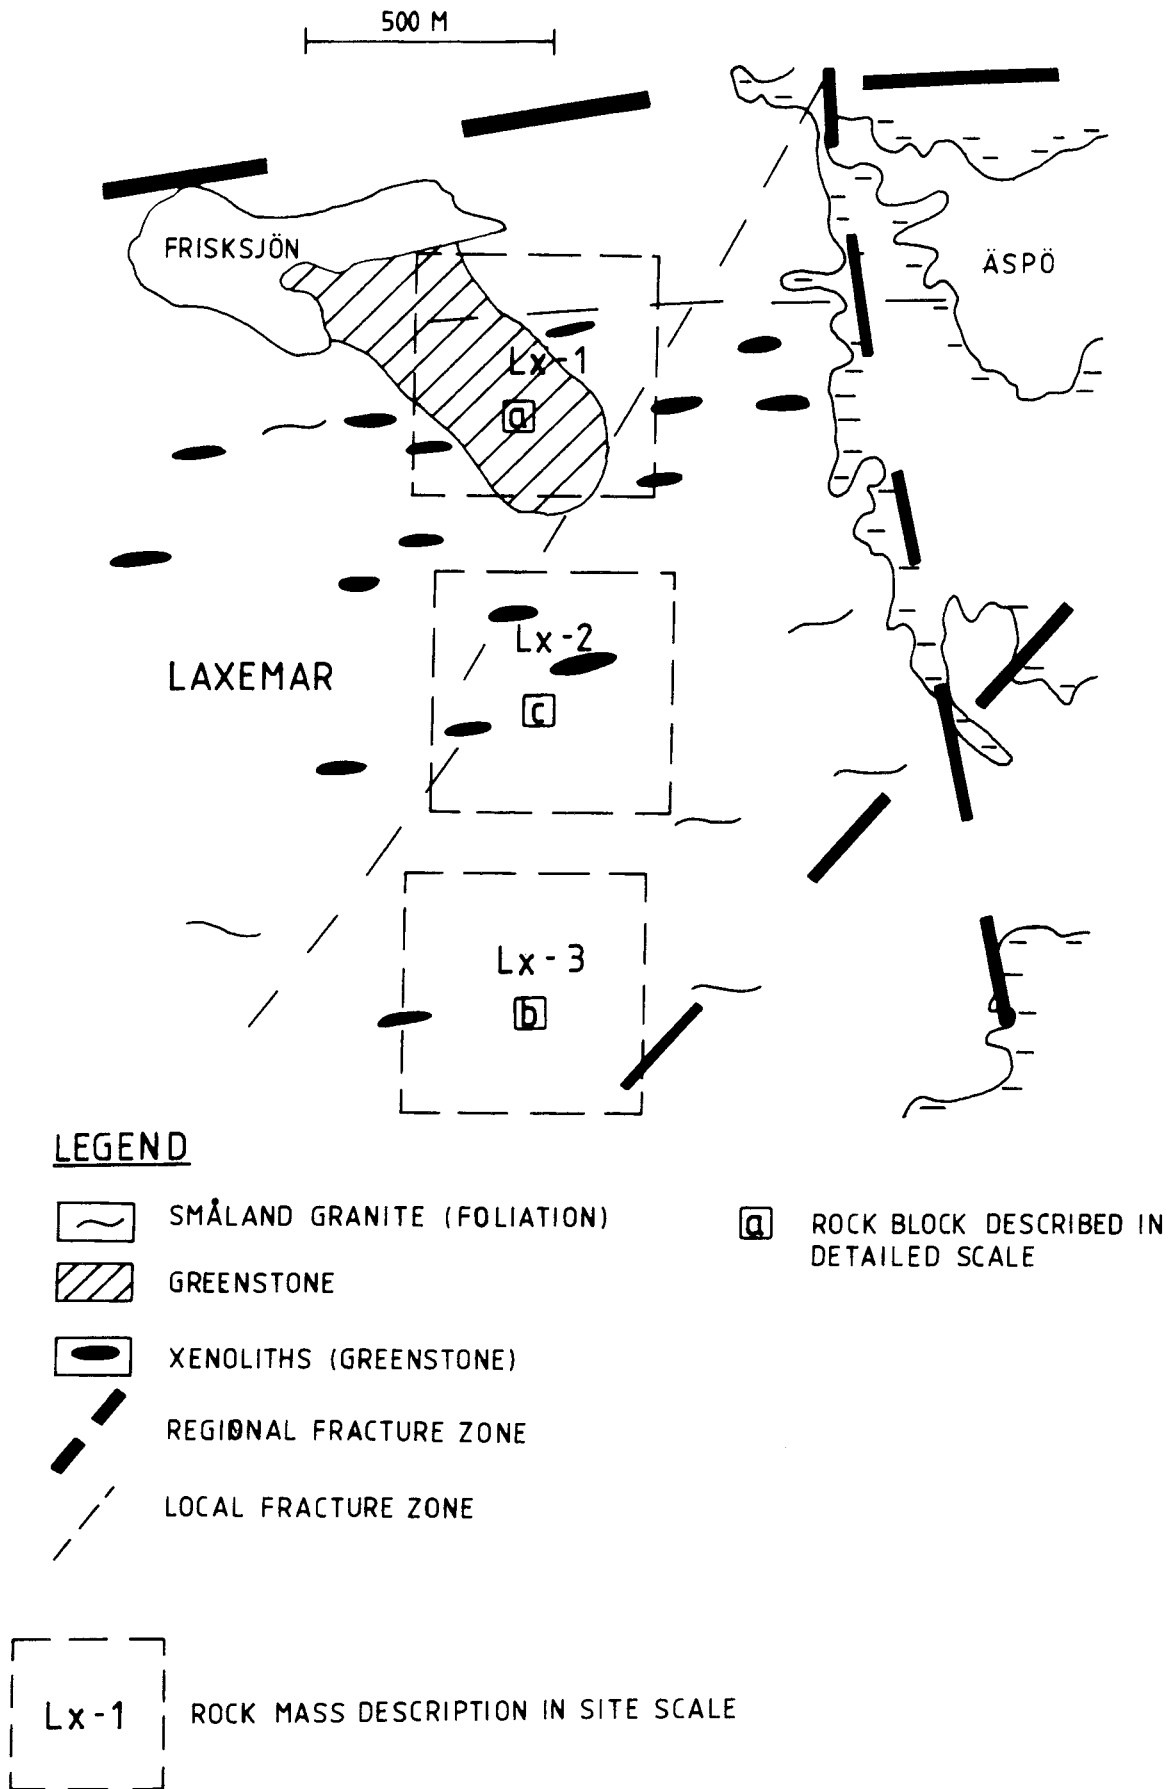 500 M
FRISKSJÖN
ÄSPÖ
Lx-1
a
Lx-2
LAXEMAR
c
Lx-3
b
LEGEND
SMÅLAND GRANITE (FOLIATION)
a ROCK BLOCK DESCRIBED IN
DETAILED SCALE
GREENSTONE
XENOLITHS (GREENSTONE)
REGIONAL FRACTURE ZONE
LOCAL FRACTURE ZONE
Lx-1 ROCK MASS DESCRIPTION IN SITE SCALE